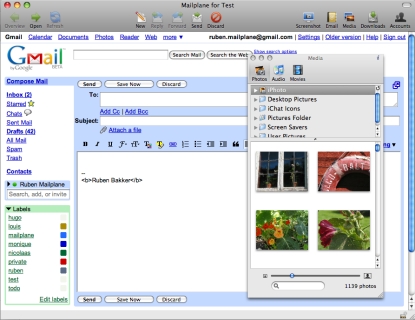 Mailplane for Test
Overview Open Refresh New Reply Forward Send Discard Screenshot Email Media Downloads Accounts
Gmail Calendar Documents Photos Reader Web more ▼ ruben.mailplane@gmail.com | Settings | Older version | Help | Sign out
Gmail by Google BETA
Search Mail Search the Web Show search options
Compose Mail
Inbox (2)
Starred
Chats
Sent Mail
Drafts (42)
All Mail
Spam
Trash
Contacts
Ruben Mailplane
Search, add, or invite
Labels
hugo
louis
mailplane
monique
nicolaas
private
ruben
test
todo
Edit labels
Send Save Now Discard
To:
Add Cc | Add Bcc
Subject:
Attach a file
B I U
--
<b>Ruben Bakker</b>
Send Save Now Discard
Media
Photos Audio Movies
iPhoto
Desktop Pictures
iChat Icons
Pictures Folder
Screen Savers
User Pictures
1139 photos